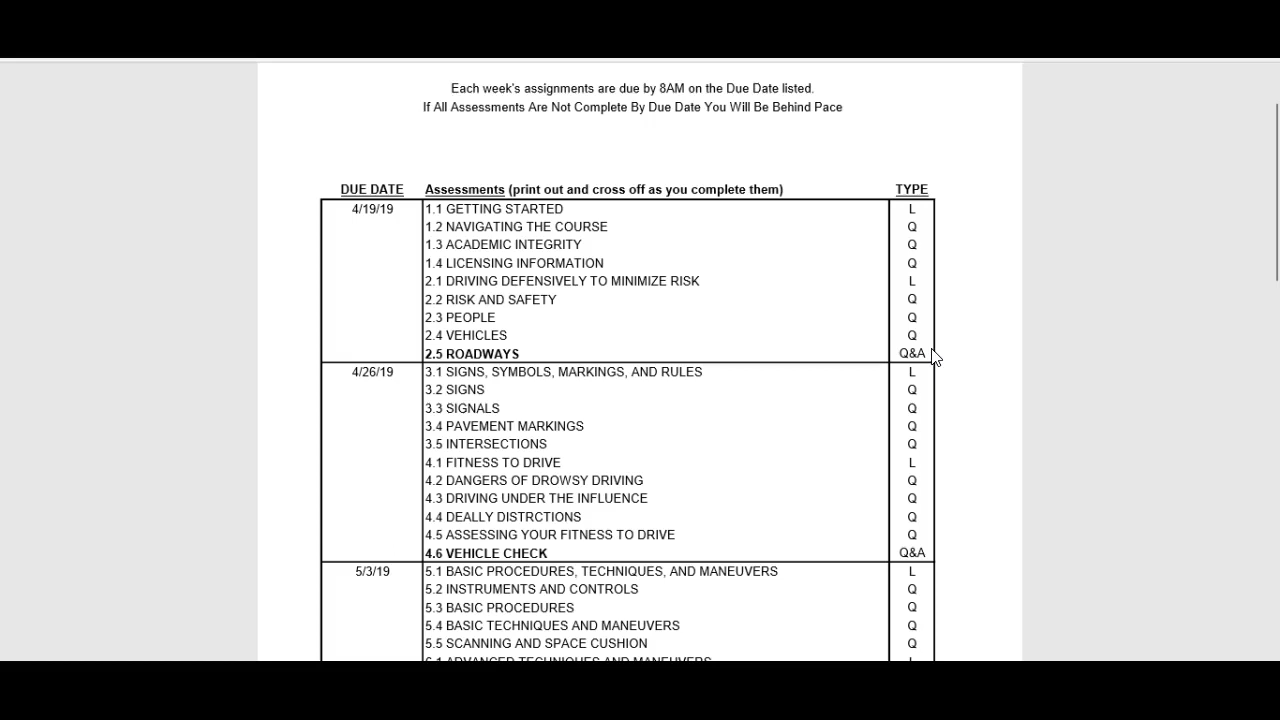 Each week's assignments are due by 8AM on the Due Date listed.
If All Assessments Are Not Complete By Due Date You Will Be Behind Pace
DUE DATE Assessments (print out and cross off as you complete them) TYPE
4/19/19 1.1 GETTING STARTED L
1.2 NAVIGATING THE COURSE Q
1.3 ACADEMIC INTEGRITY Q
1.4 LICENSING INFORMATION Q
2.1 DRIVING DEFENSIVELY TO MINIMIZE RISK L
2.2 RISK AND SAFETY Q
2.3 PEOPLE Q
2.4 VEHICLES Q
2.5 ROADWAYS Q&A
4/26/19 3.1 SIGNS, SYMBOLS, MARKINGS, AND RULES L
3.2 SIGNS Q
3.3 SIGNALS Q
3.4 PAVEMENT MARKINGS Q
3.5 INTERSECTIONS Q
4.1 FITNESS TO DRIVE L
4.2 DANGERS OF DROWSY DRIVING Q
4.3 DRIVING UNDER THE INFLUENCE Q
4.4 DEALLY DISTRCTIONS Q
4.5 ASSESSING YOUR FITNESS TO DRIVE Q
4.6 VEHICLE CHECK Q&A
5/3/19 5.1 BASIC PROCEDURES, TECHNIQUES, AND MANEUVERS L
5.2 INSTRUMENTS AND CONTROLS Q
5.3 BASIC PROCEDURES Q
5.4 BASIC TECHNIQUES AND MANEUVERS Q
5.5 SCANNING AND SPACE CUSHION Q
6.1 ADVANCED TECHNIQUES AND MANEUVERS L